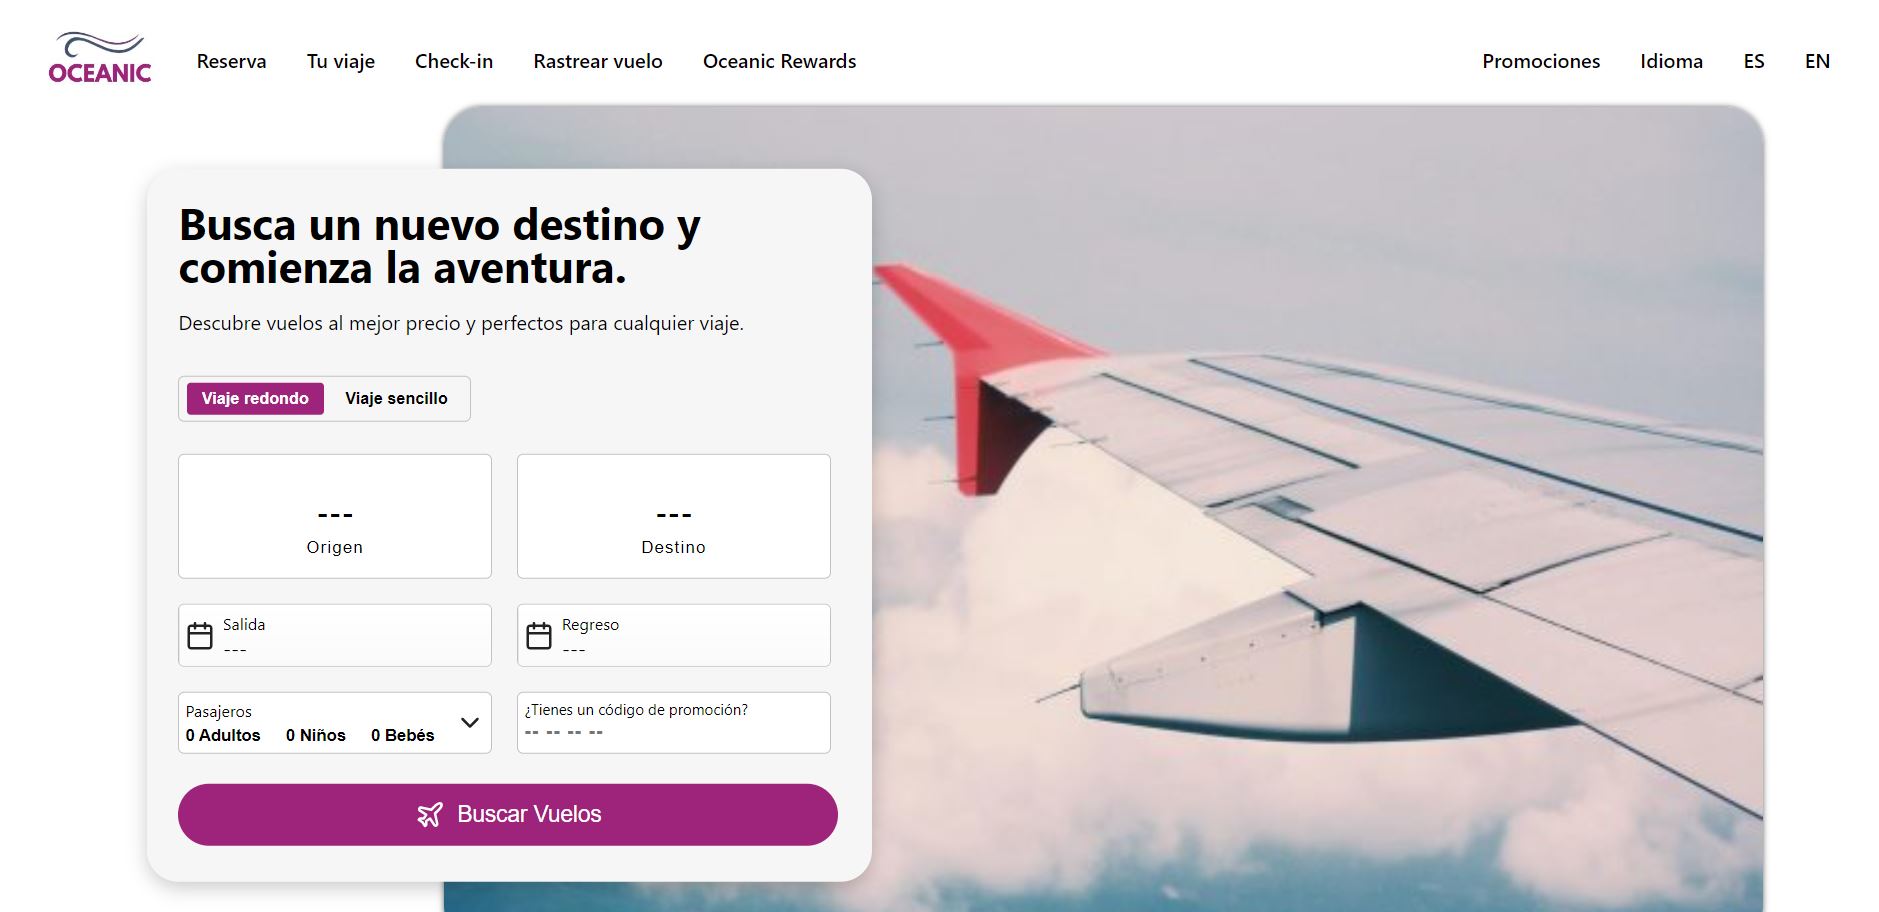 OCEANIC
Reserva
Tu viaje
Check-in
Rastrear vuelo
Oceanic Rewards
Promociones
Idioma
ES
EN
Busca un nuevo destino y
comienza la aventura.
Descubre vuelos al mejor precio y perfectos para cualquier viaje.
Viaje redondo
Viaje sencillo
---
Origen
---
Destino
Salida
---
Regreso
---
Pasajeros
0 Adultos 0 Niños 0 Bebés
¿Tienes un código de promoción?
-- -- -- --
Buscar Vuelos